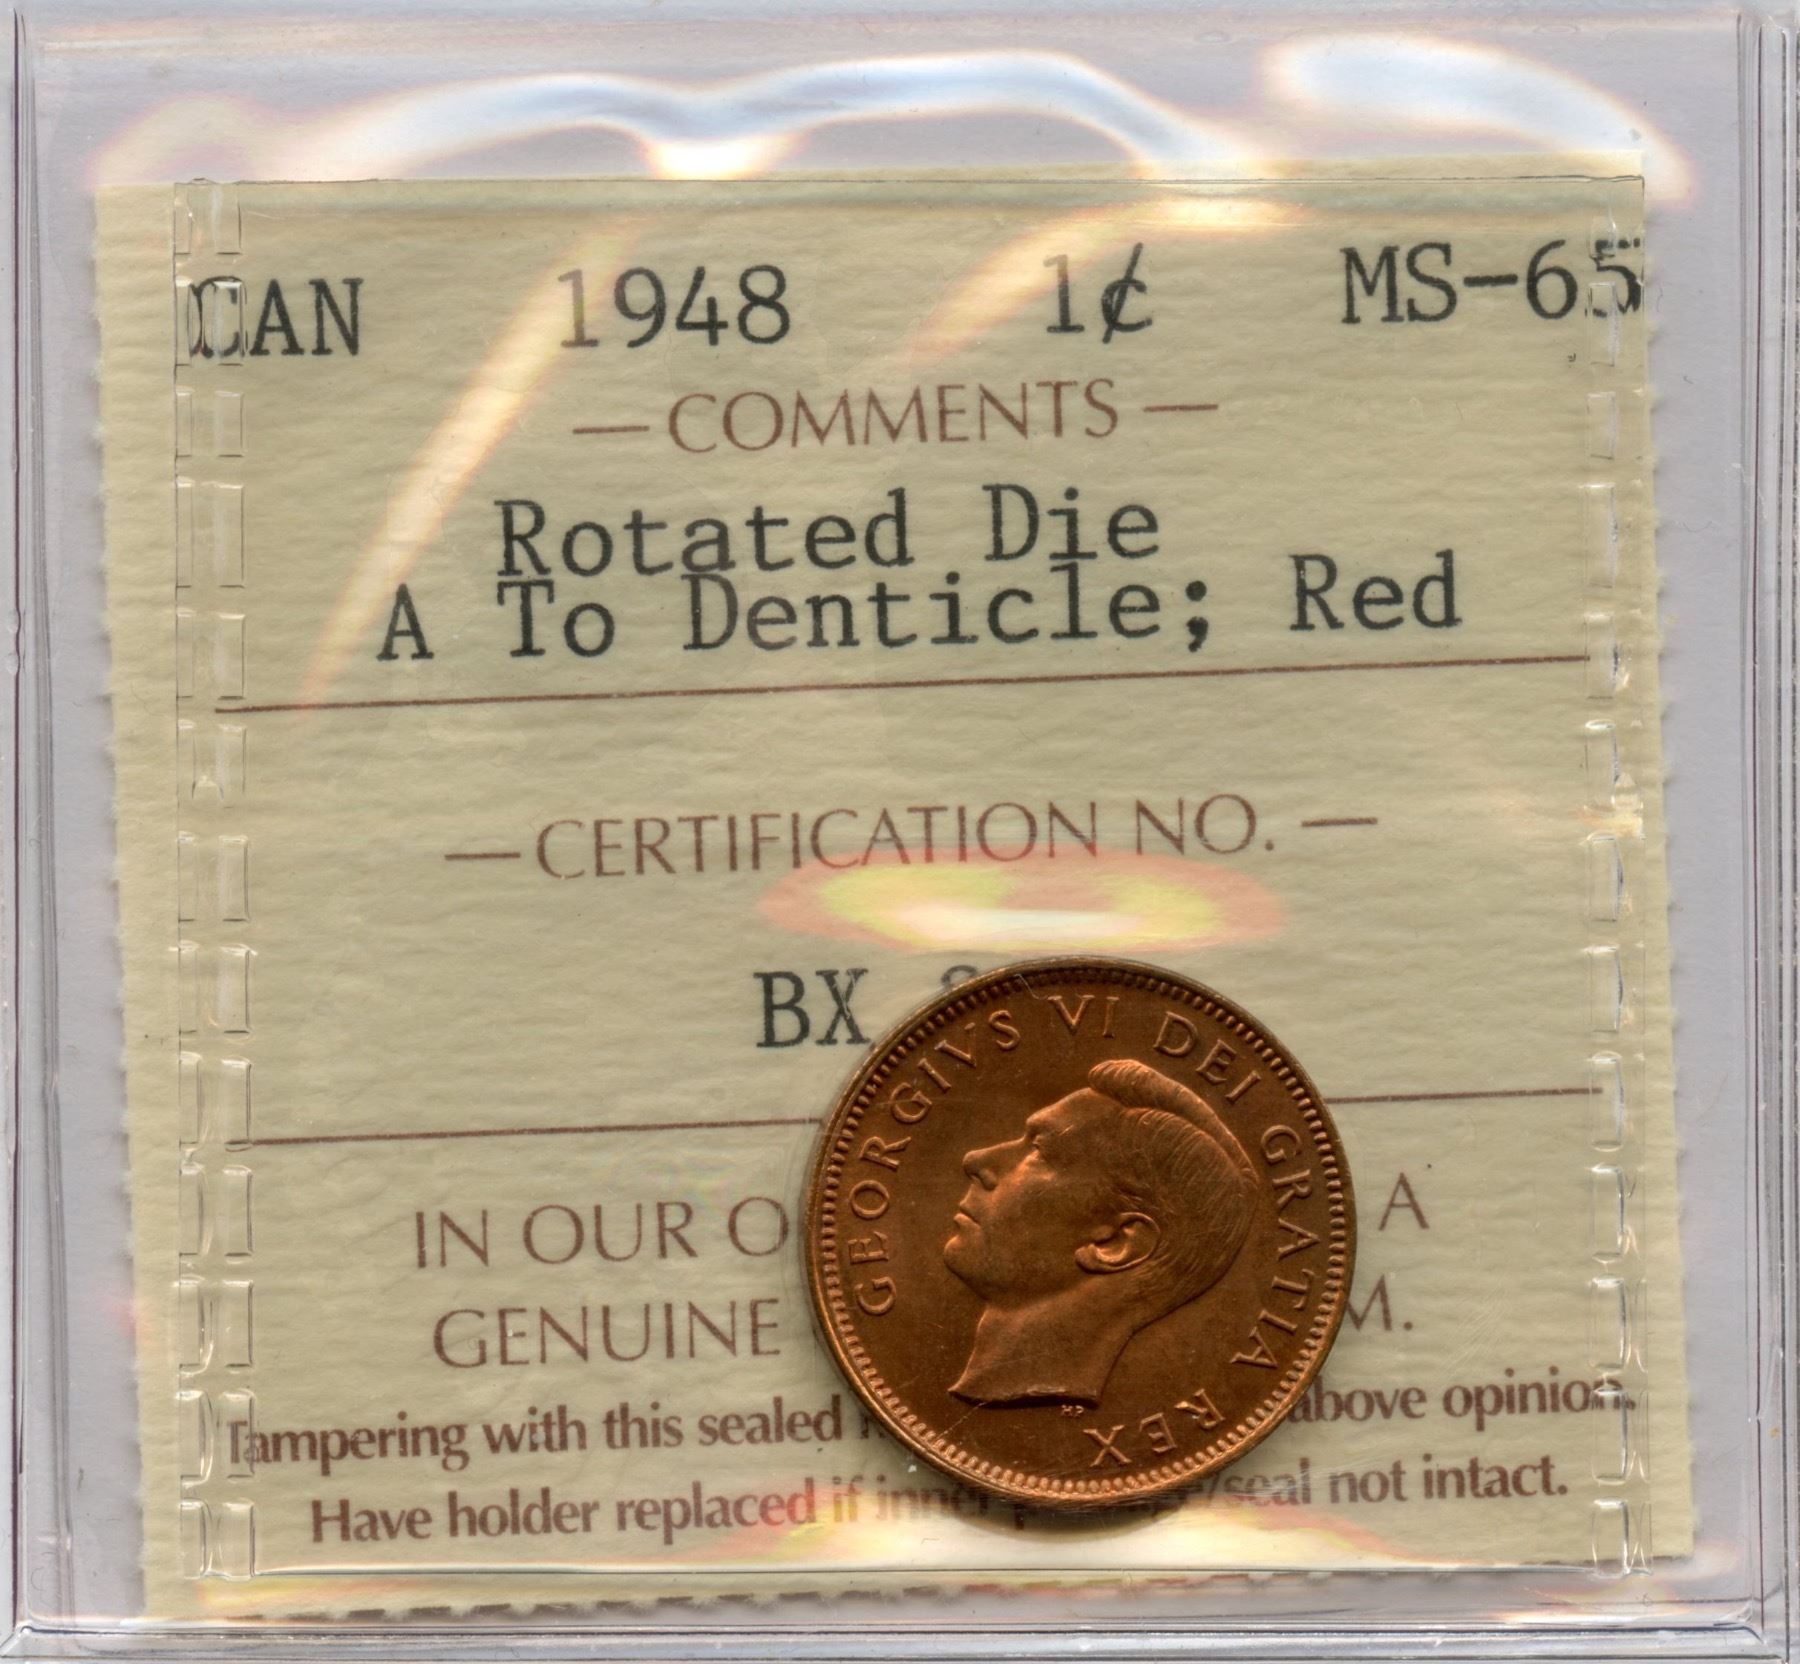 CAN 1948 1¢ MS-65
— COMMENTS —
Rotated Die
A To Denticle; Red
— CERTIFICATION NO. —
BX
IN OUR A
GENUINE
Tampering with this sealed above opinion.
Have holder replaced if inner /seal not intact.
GEORGIVS VI DEI GRATIA REX
HP